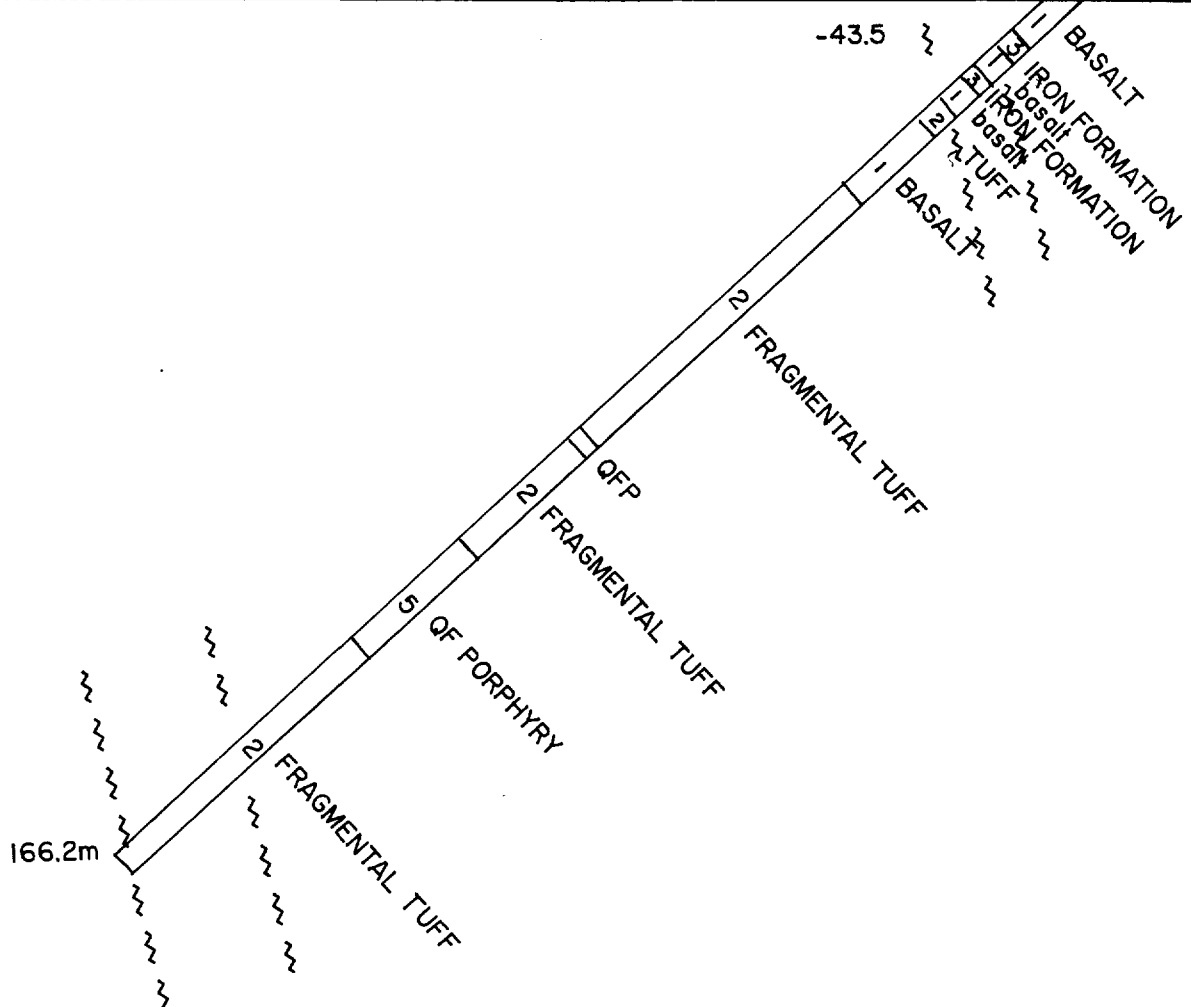 -43.5
1
BASALT
3
IRON FORMATION
1
basalt
3
IRON FORMATION
1
basalt
2
TUFF
1
BASALT
2
FRAGMENTAL TUFF
QFP
2
FRAGMENTAL TUFF
5
QF PORPHYRY
2
FRAGMENTAL TUFF
166.2m